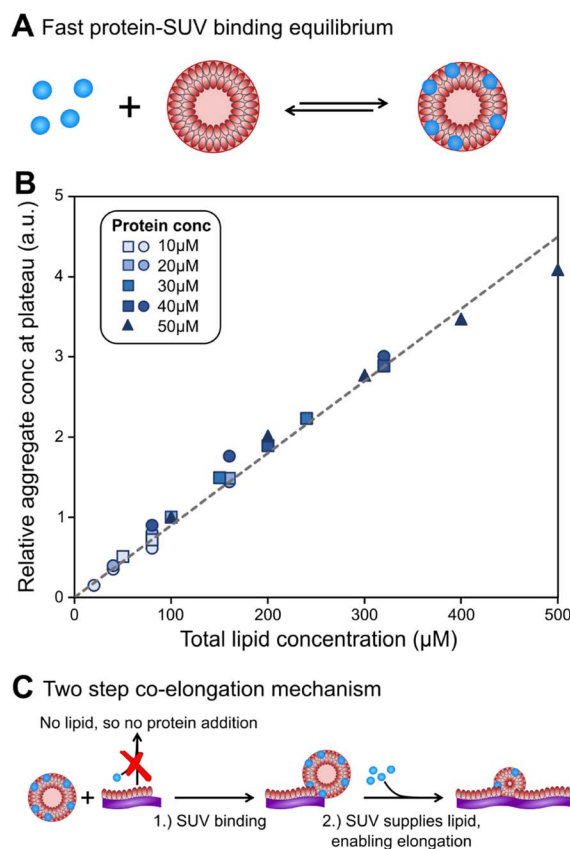 A Fast protein-SUV binding equilibrium
+
B
Relative aggregate conc at plateau (a.u.)
5
4
3
2
1
0
Protein conc
10μM
20μM
30μM
40μM
50μM
0 100 200 300 400 500
Total lipid concentration (μM)
C Two step co-elongation mechanism
No lipid, so no protein addition
+
1.) SUV binding
2.) SUV supplies lipid,
enabling elongation